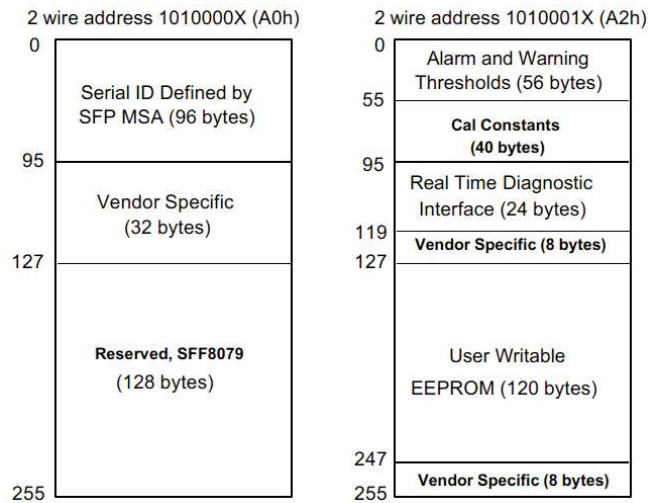 2 wire address 1010000X (A0h)
0
Serial ID Defined by
SFP MSA (96 bytes)
95
Vendor Specific
(32 bytes)
127
Reserved, SFF8079
(128 bytes)
255
2 wire address 1010001X (A2h)
0
Alarm and Warning
Thresholds (56 bytes)
55
Cal Constants
(40 bytes)
95
Real Time Diagnostic
Interface (24 bytes)
119
Vendor Specific (8 bytes)
127
User Writable
EEPROM (120 bytes)
247
Vendor Specific (8 bytes)
255